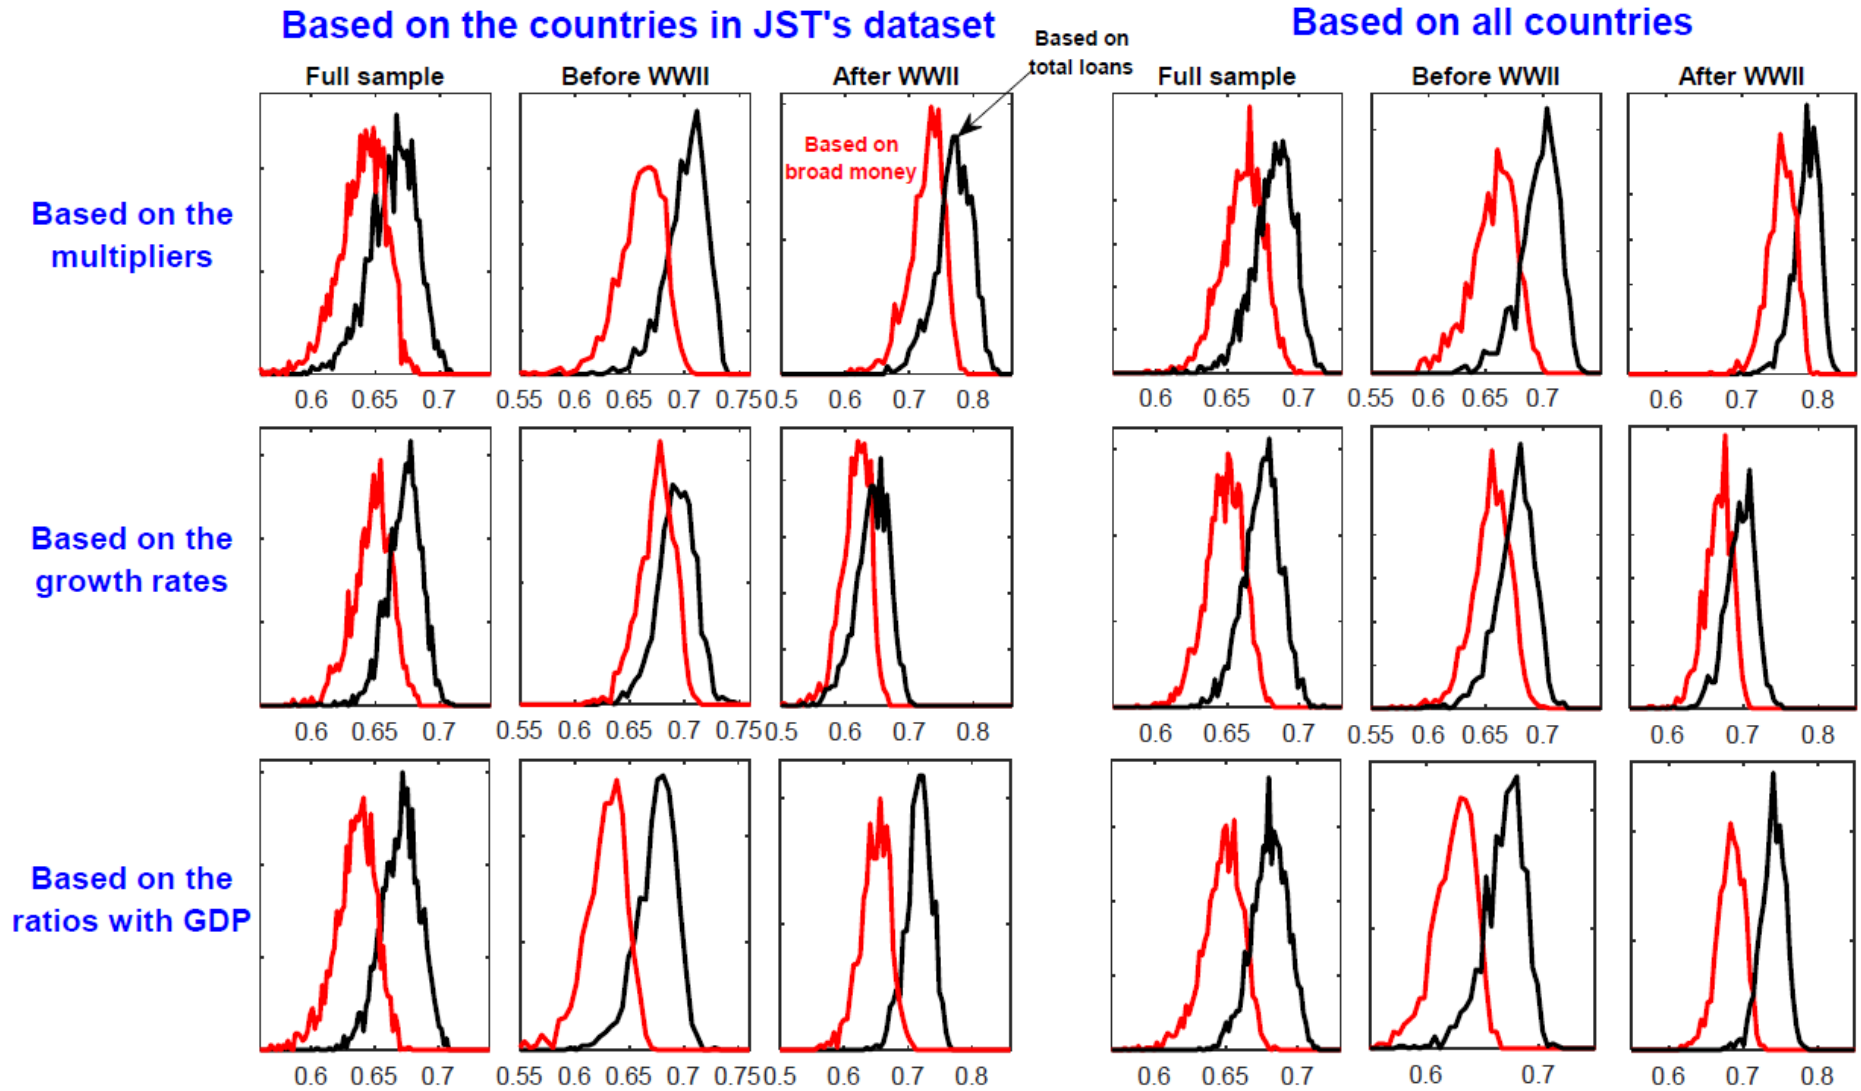 Based on the countries in JST's dataset
Based on all countries
Based on
total loans
Full sample
Before WWII
After WWII
Full sample
Before WWII
After WWII
Based on the
multipliers
Based on
broad money
0.6 0.65 0.7
0.55 0.6 0.65 0.7 0.75
0.5 0.6 0.7 0.8
0.6 0.65 0.7
0.55 0.6 0.65 0.7
0.6 0.7 0.8
Based on the
growth rates
0.6 0.65 0.7
0.55 0.6 0.65 0.7 0.75
0.5 0.6 0.7 0.8
0.6 0.65 0.7
0.55 0.6 0.65 0.7
0.6 0.7 0.8
Based on the
ratios with GDP
0.6 0.65 0.7
0.55 0.6 0.65 0.7 0.75
0.5 0.6 0.7 0.8
0.6 0.65 0.7
0.6 0.7
0.6 0.7 0.8